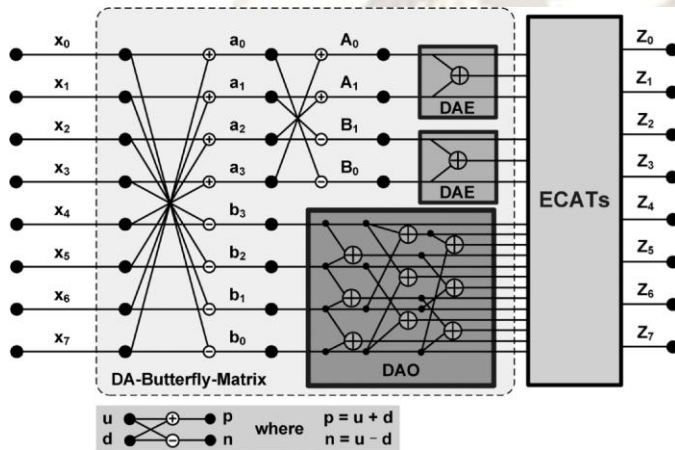 x₀ a₀ A₀ Z₀
x₁ a₁ A₁ Z₁
DAE
x₂ a₂ B₁ Z₂
x₃ a₃ B₀ Z₃
DAE
ECATs
x₄ b₃ Z₄
x₅ b₂ Z₅
x₆ b₁ Z₆
x₇ b₀ Z₇
DAO
DA-Butterfly-Matrix
u p where p = u + d
d n n = u - d